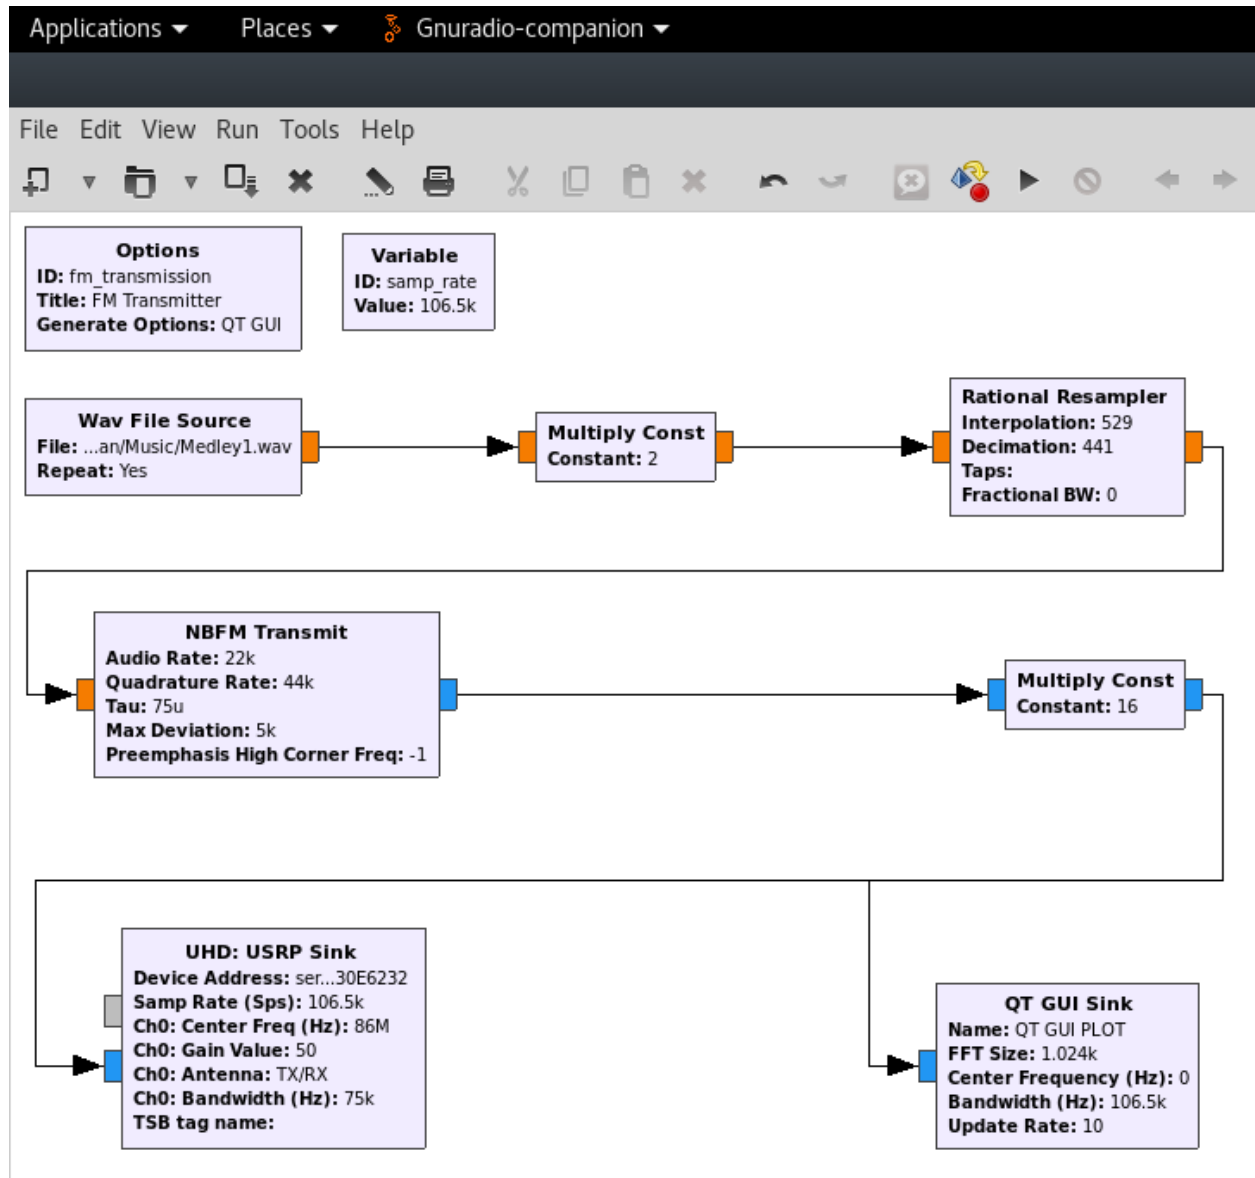 Applications Places Gnuradio-companion
File Edit View Run Tools Help
Options
ID: fm_transmission
Title: FM Transmitter
Generate Options: QT GUI
Variable
ID: samp_rate
Value: 106.5k
Wav File Source
File: ...an/Music/Medley1.wav
Repeat: Yes
Multiply Const
Constant: 2
Rational Resampler
Interpolation: 529
Decimation: 441
Taps:
Fractional BW: 0
NBFM Transmit
Audio Rate: 22k
Quadrature Rate: 44k
Tau: 75u
Max Deviation: 5k
Preemphasis High Corner Freq: -1
Multiply Const
Constant: 16
UHD: USRP Sink
Device Address: ser...30E6232
Samp Rate (Sps): 106.5k
Ch0: Center Freq (Hz): 86M
Ch0: Gain Value: 50
Ch0: Antenna: TX/RX
Ch0: Bandwidth (Hz): 75k
TSB tag name:
QT GUI Sink
Name: QT GUI PLOT
FFT Size: 1.024k
Center Frequency (Hz): 0
Bandwidth (Hz): 106.5k
Update Rate: 10